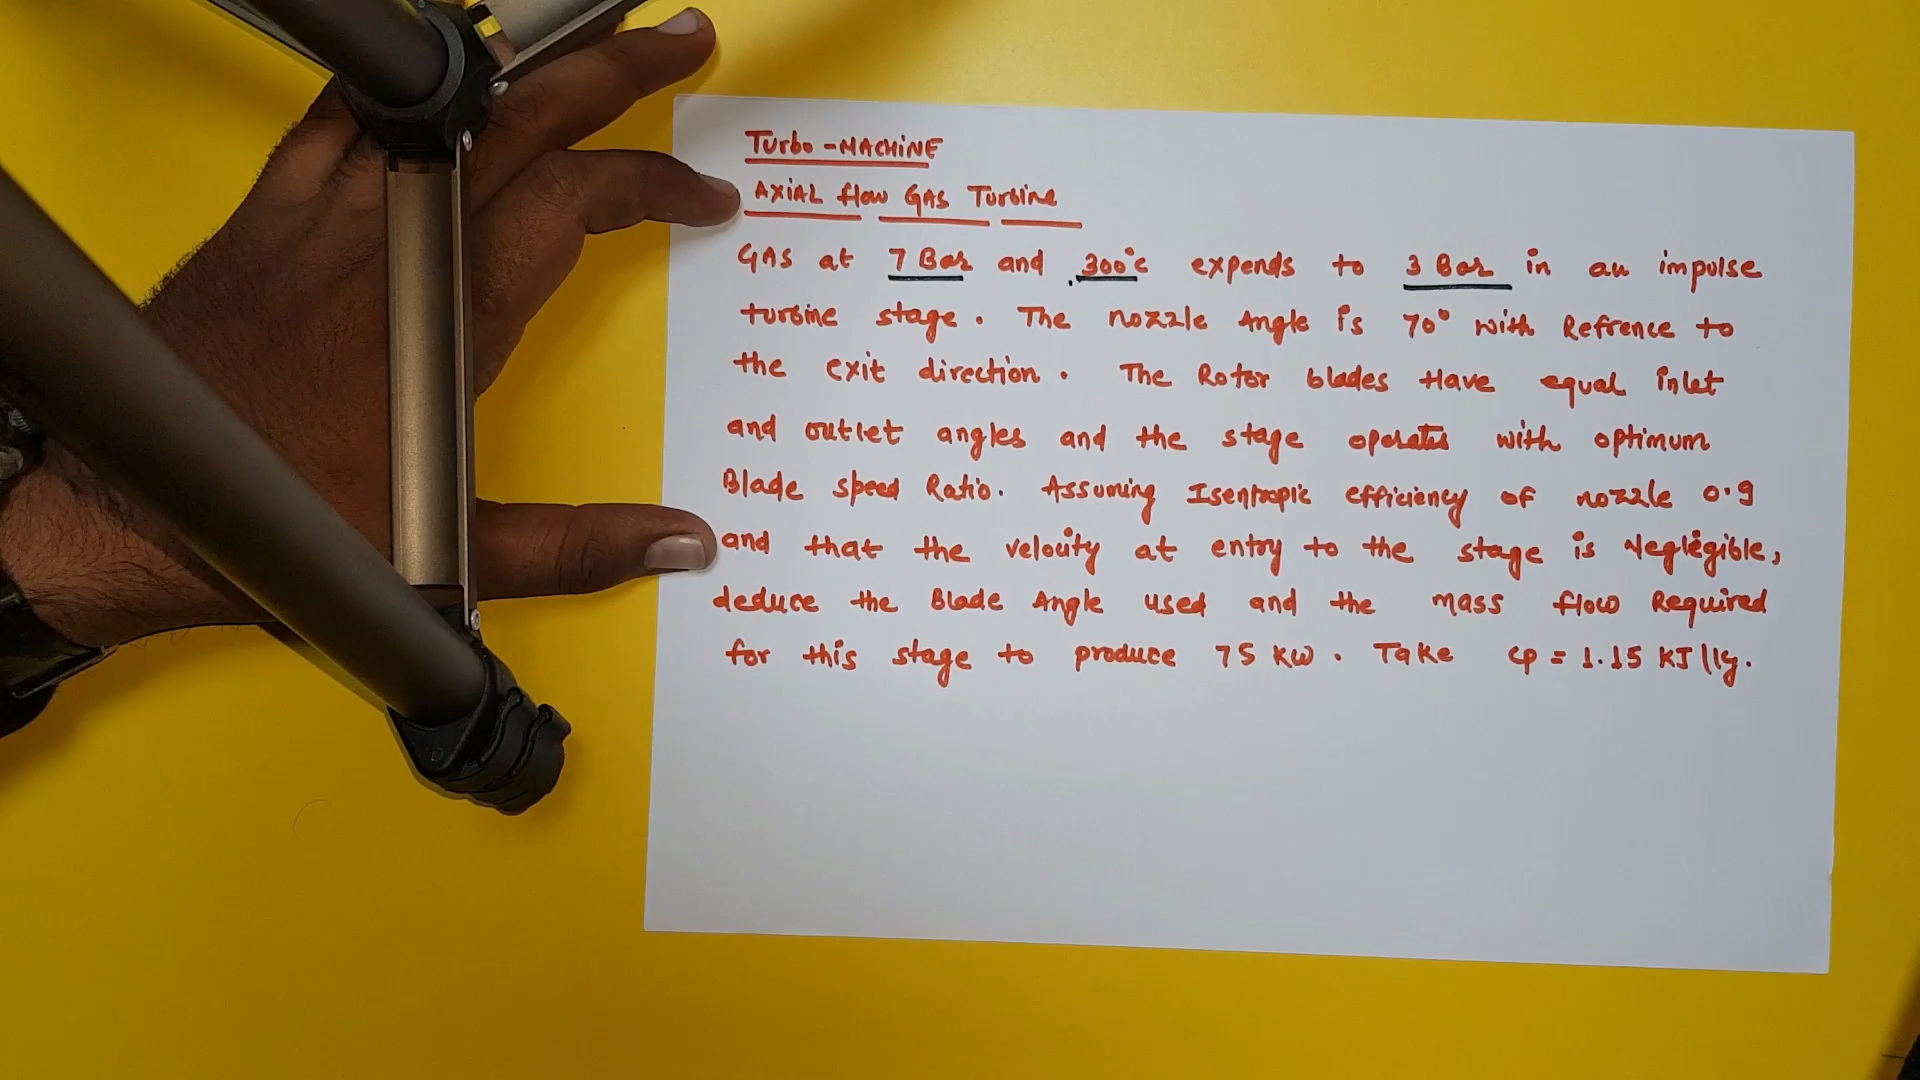 Turbo-MACHINE
AXIAL flow GAS Turbine
GAS at 7 Bar and 300°c expends to 3 Bar in an impulse
turbine stage. The nozzle Angle is 70° with Refrence to
the exit direction. The Rotor blades Have equal inlet
and outlet angles and the stage operates with optimum
Blade speed Ratio. Assuming Isentropic efficiency of nozzle 0.9
and that the velocity at entry to the stage is Neglegible,
deduce the Blade Angle used and the mass flow Required
for this stage to produce 75 KW. Take cp = 1.15 KJ/kg.